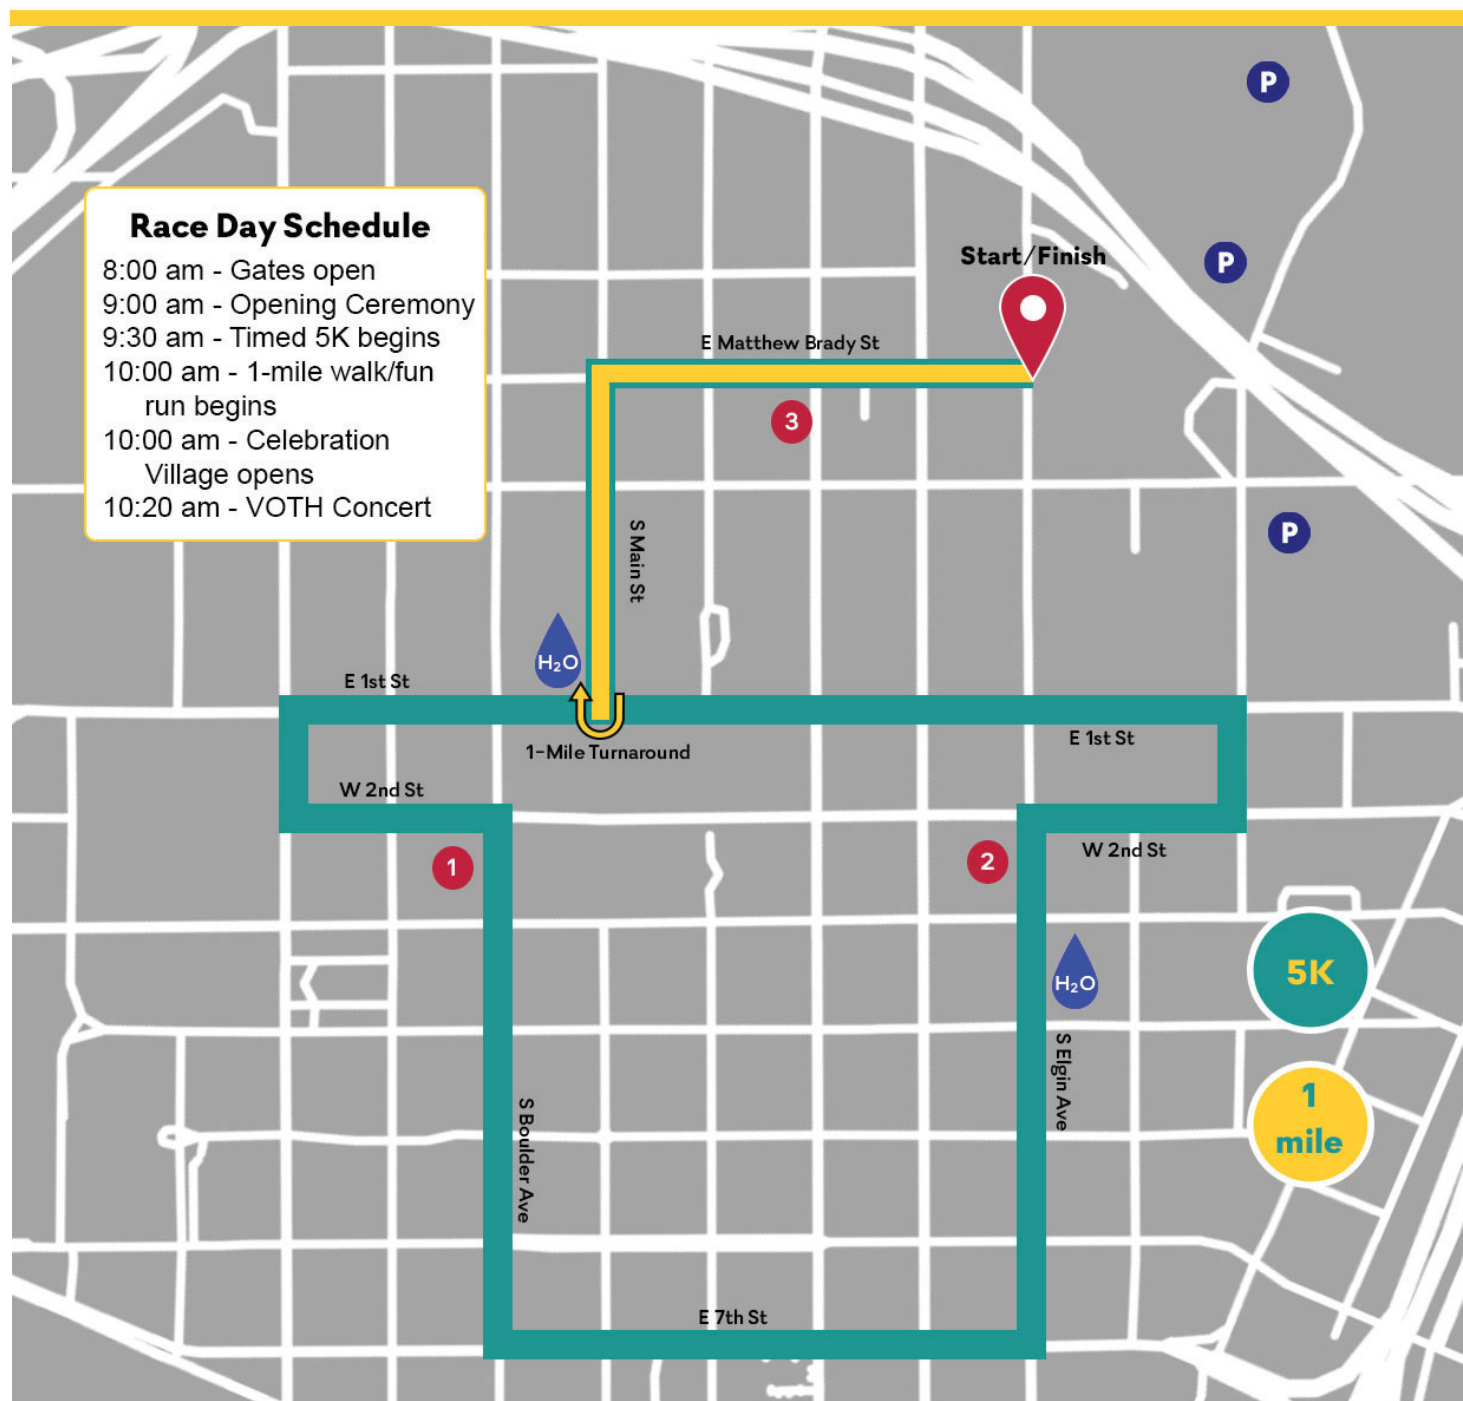 P
Race Day Schedule
8:00 am - Gates open
9:00 am - Opening Ceremony
9:30 am - Timed 5K begins
10:00 am - 1-mile walk/fun
run begins
10:00 am - Celebration
Village opens
10:20 am - VOTH Concert
Start/Finish
P
E Matthew Brady St
3
P
S Main St
H₂O
E 1st St
1-Mile Turnaround
E 1st St
W 2nd St
1
2
W 2nd St
H₂O
5K
S Elgin Ave
1
mile
S Boulder Ave
E 7th St